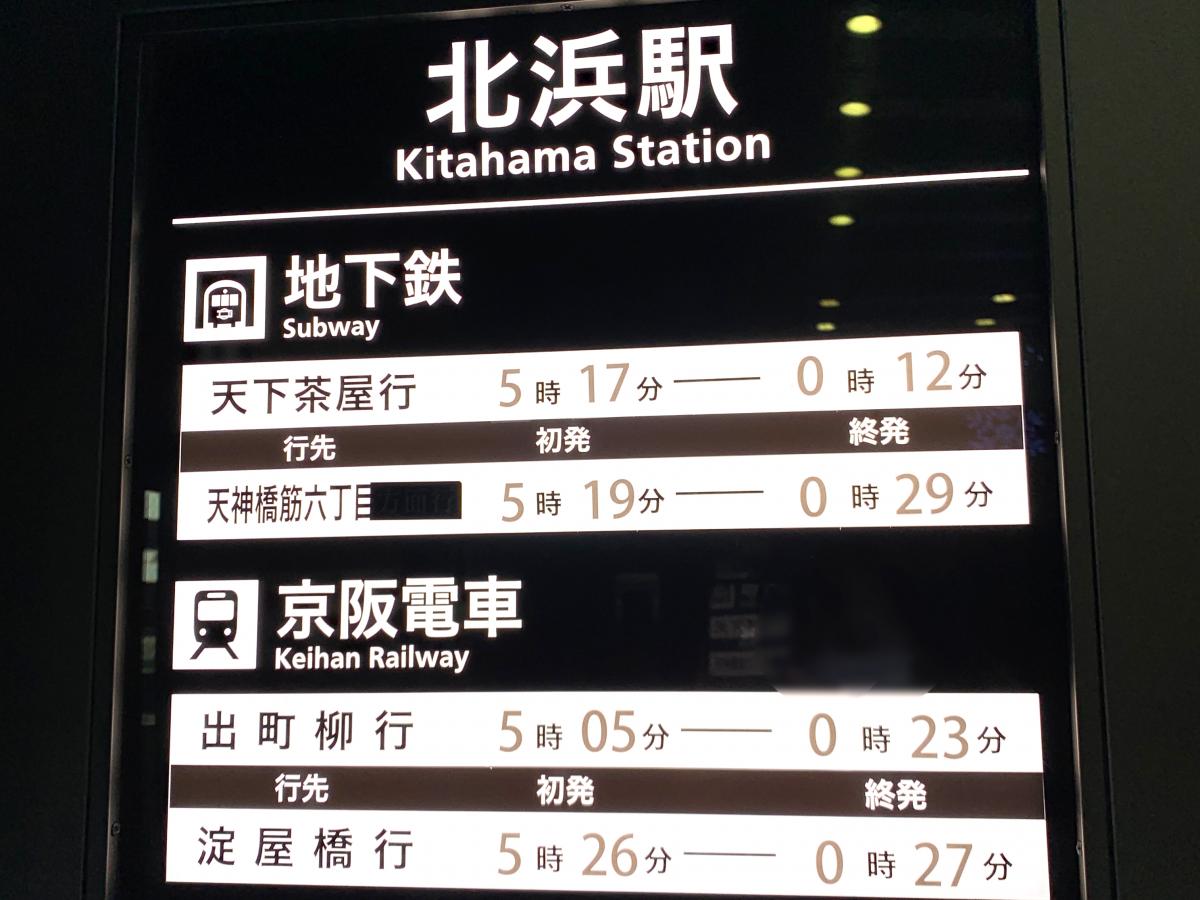 北浜駅
Kitahama Station
地下鉄
Subway
天下茶屋行 5時17分 — 0時12分
行先 初発 終発
天神橋筋六丁目 5時19分 — 0時29分
京阪電車
Keihan Railway
出町柳行 5時05分 — 0時23分
行先 初発 終発
淀屋橋行 5時26分 — 0時27分